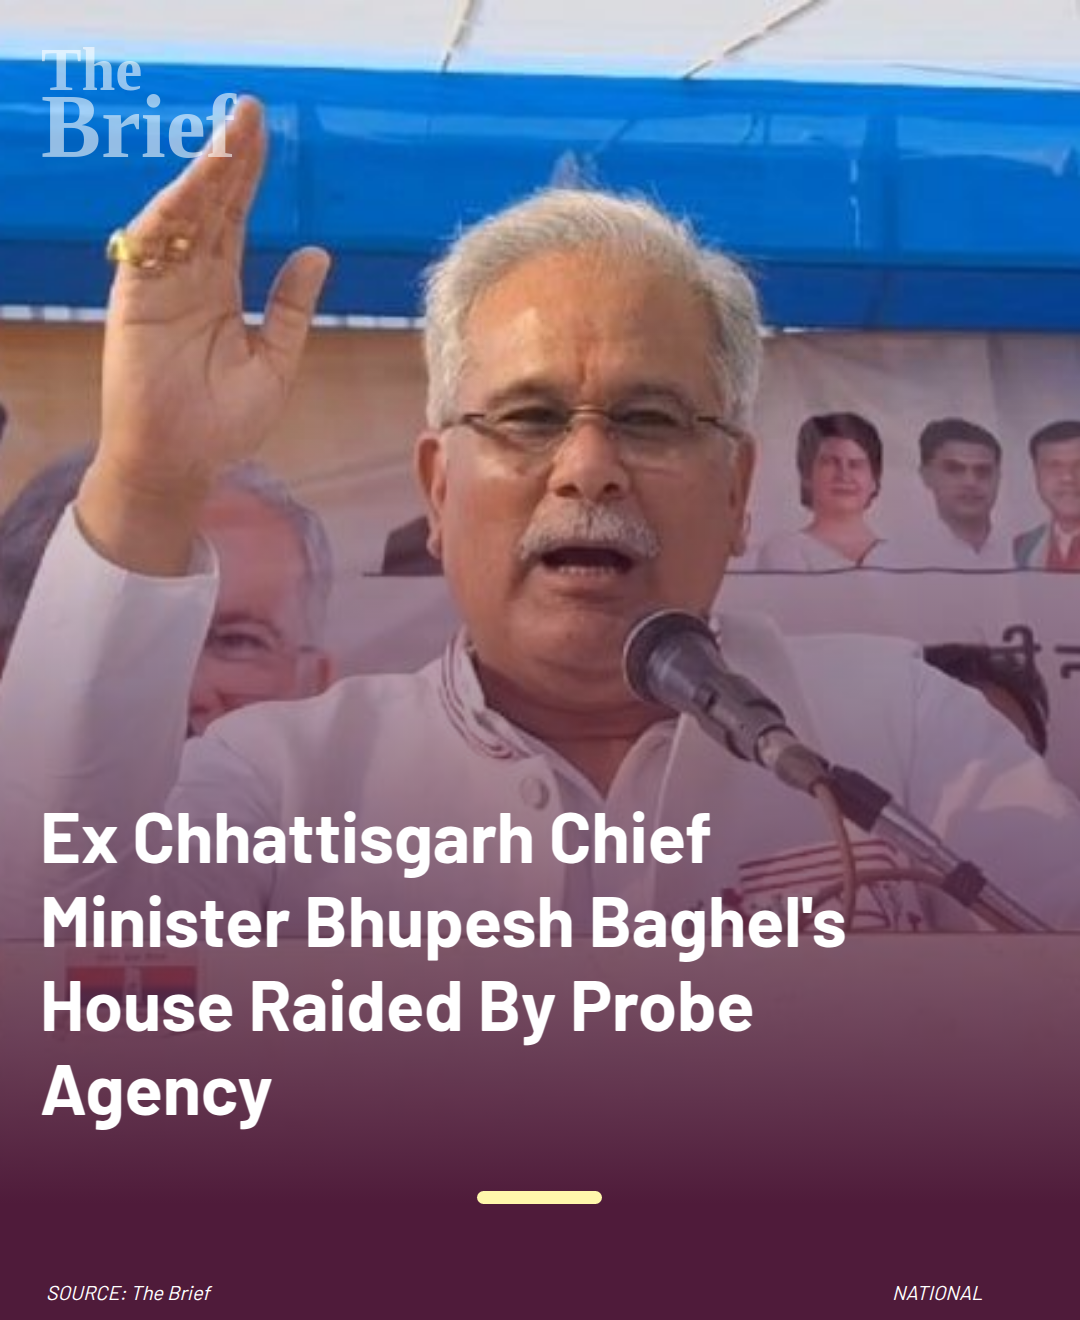 The
Brief
Ex Chhattisgarh Chief
Minister Bhupesh Baghel's
House Raided By Probe
Agency
SOURCE: The Brief
NATIONAL